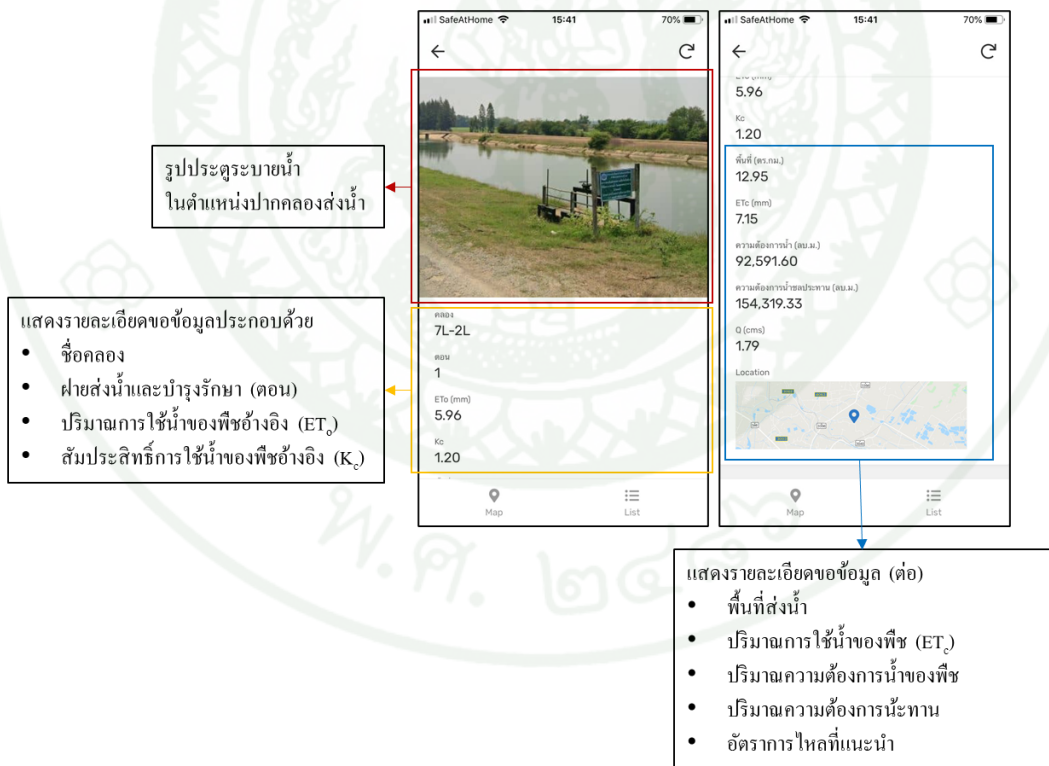 SafeAtHome 15:41 70%
รูปประตูระบายน้ำ
ในตำแหน่งปากคลองส่งน้ำ
แสดงรายละเอียดขอข้อมูลประกอบด้วย
• ชื่อคลอง
• ฝ่ายส่งน้ำและบำรุงรักษา (ตอน)
• ปริมาณการใช้น้ำของพืชอ้างอิง (ETo)
• สัมประสิทธิ์การใช้น้ำของพืชอ้างอิง (Kc)
คลอง
7L-2L
ตอน
1
ETo (mm)
5.96
Kc
1.20
Map List
SafeAtHome 15:41 70%
5.96
Kc
1.20
พื้นที่ (ตร.กม.)
12.95
ETc (mm)
7.15
ความต้องการน้ำ (ลบ.ม.)
92,591.60
ความต้องการน้ำชลประทาน (ลบ.ม.)
154,319.33
Q (cms)
1.79
Location
Map List
แสดงรายละเอียดขอข้อมูล (ต่อ)
• พื้นที่ส่งน้ำ
• ปริมาณการใช้น้ำของพืช (ETc)
• ปริมาณความต้องการน้ำของพืช
• ปริมาณความต้องการน้ะทาน
• อัตราการไหลที่แนะนำ
พ.ศ. ๒๔๘๖